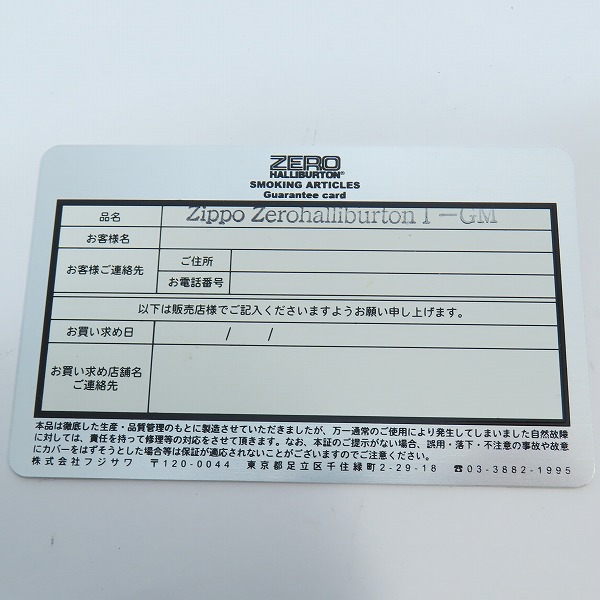 ZERO
HALLIBURTON®
SMOKING ARTICLES
Guarantee card
品名 Zippo Zerohalliburton I－GM
お客様名
お客様ご連絡先 ご住所
お電話番号
以下は販売店様でご記入くださいますようお願い申し上げます。
お買い求め日 / /
お買い求め店舗名
ご連絡先
本品は徹底した生産・品質管理のもとに製造させていただきましたが、万一通常のご使用により発生してしまいました自然故障
に対しては、責任を持って修理等の対応をさせて頂きます。なお、本証のご提示がない場合、誤用・落下・不注意の事故や故意
にカバーをはずそうとした場合等は保証が適応されないことがございますのでご注意ください。
株式会社フジサワ 〒120-0044 東京都足立区千住緑町2-29-18 ☎03-3882-1995